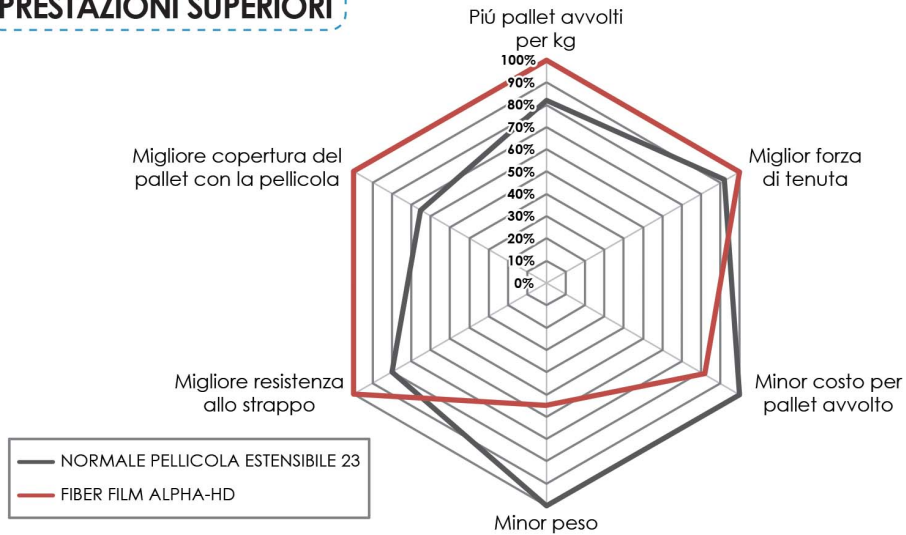 PRESTAZIONI SUPERIORI
Piú pallet avvolti
per kg
100%
90%
80%
70%
60%
50%
40%
30%
20%
10%
0%
Migliore copertura del
pallet con la pellicola
Miglior forza
di tenuta
Migliore resistenza
allo strappo
Minor costo per
pallet avvolto
NORMALE PELLICOLA ESTENSIBILE 23
FIBER FILM ALPHA-HD
Minor peso